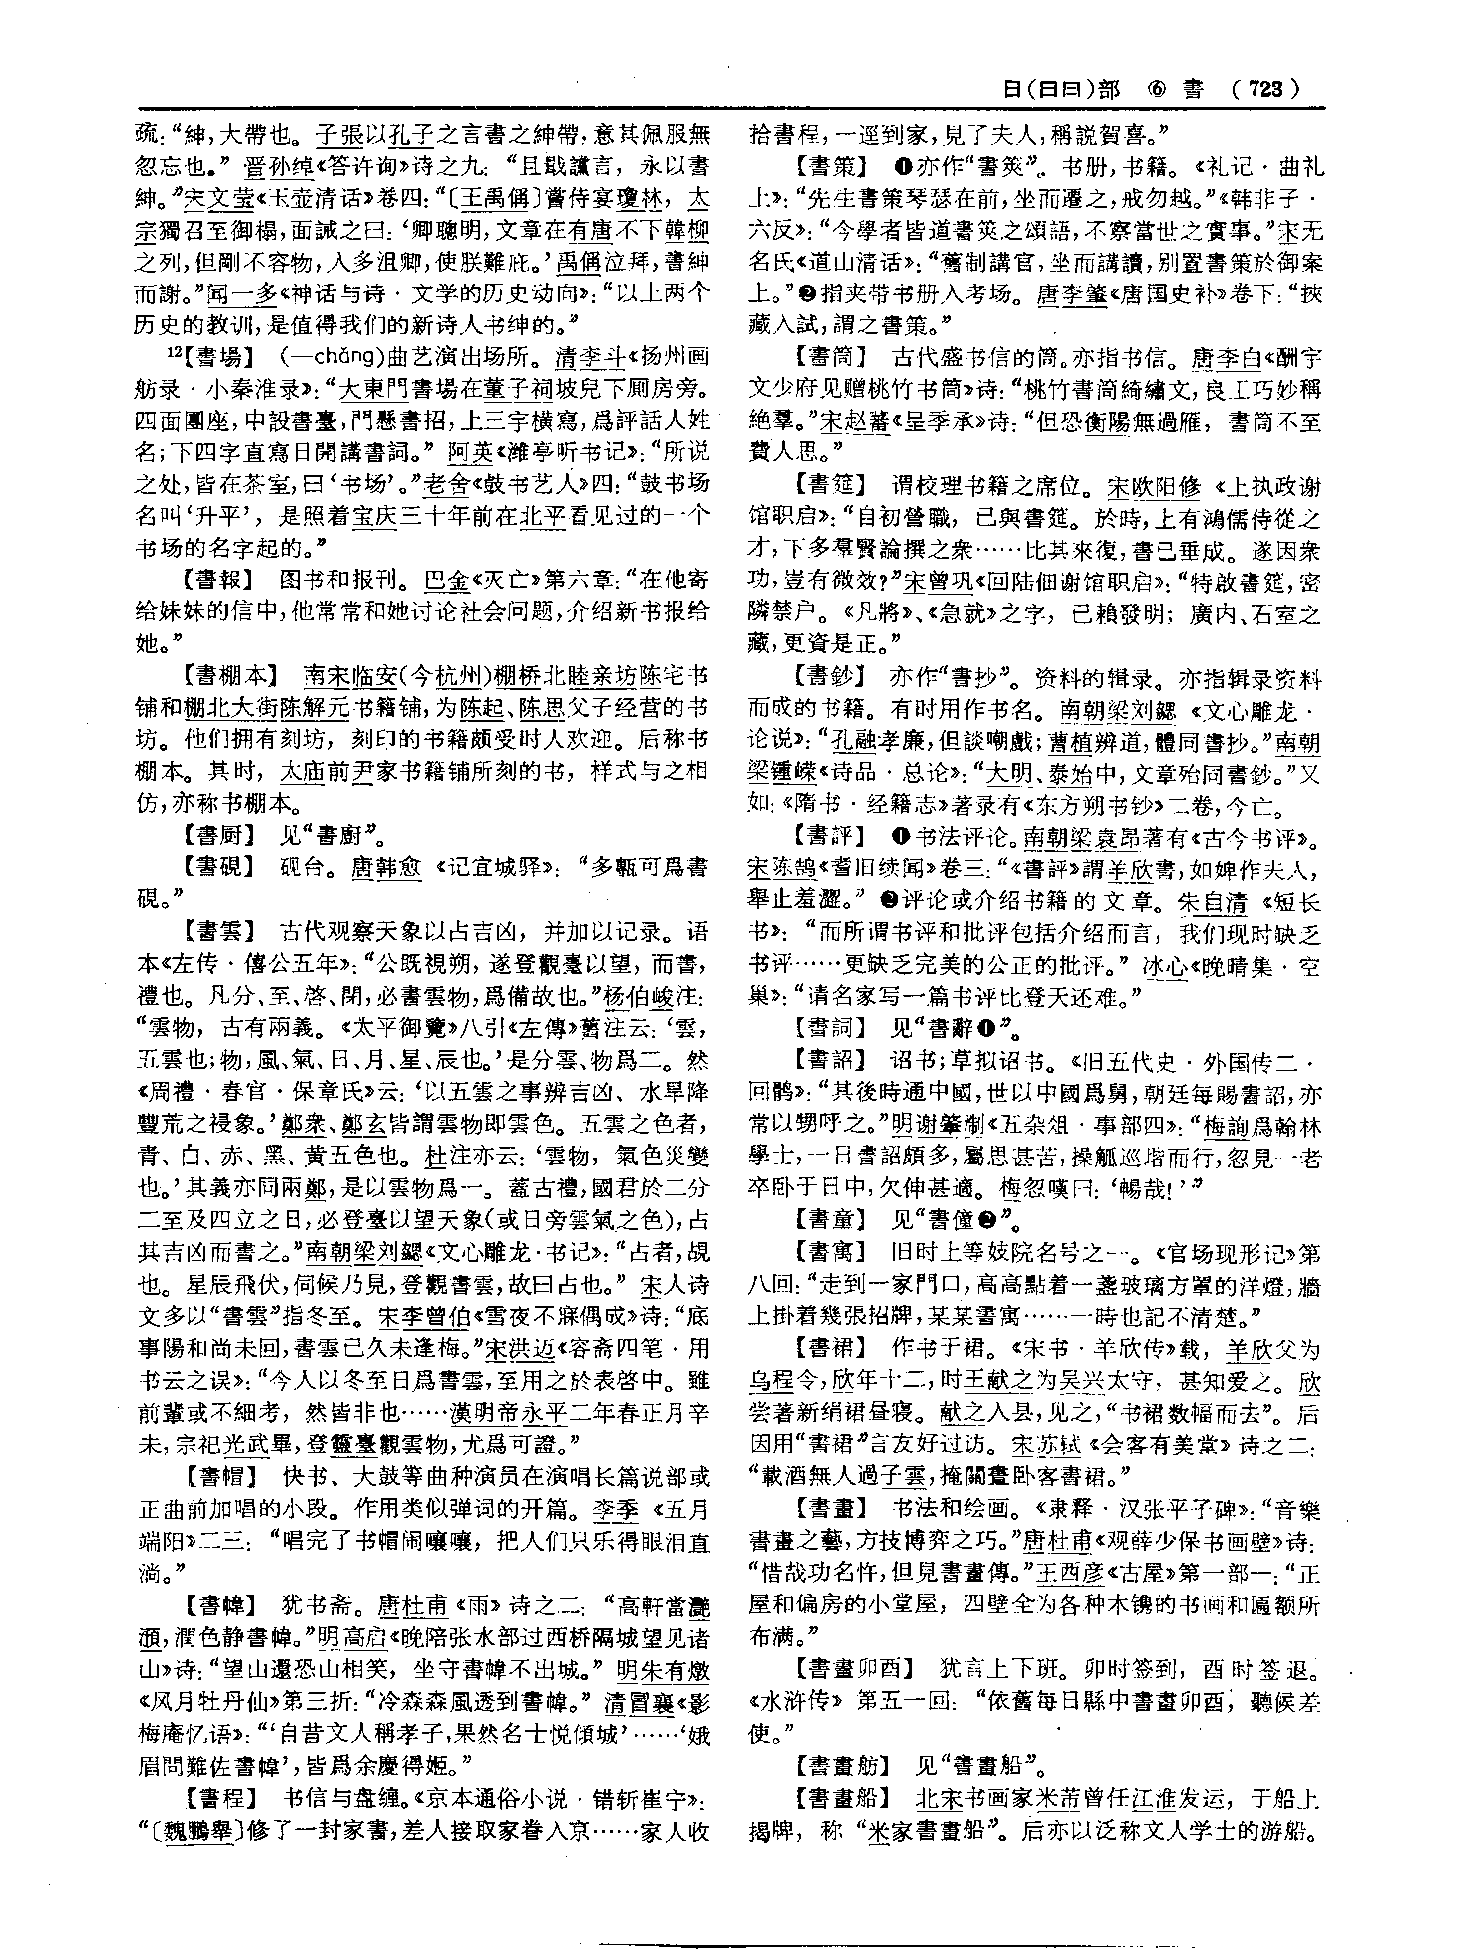 日(日曰)部 ⑥ 書 (723)
疏:“紳,大帶也。子張以孔子之言書之紳帶,意其佩服無
忽忘也。” 晋孙绰《答许询》诗之九:“且戢讜言,永以書
紳。”宋文莹《玉壶清话》卷四:“〔王禹偁〕嘗侍宴瓊林,太
宗獨召至御榻,面誡之曰:‘卿聰明,文章在有唐不下韓柳
之列,但剛不容物,人多沮卿,使朕難庇。’禹偁泣拜,書紳
而謝。”闻一多《神话与诗·文学的历史动向》:“以上两个
历史的教训,是值得我们的新诗人书绅的。”
12【書場】 (—chǎng)曲艺演出场所。清李斗《扬州画
舫录·小秦淮录》:“大東門書場在董子祠坡兒下厠房旁。
四面團座,中設書臺,門懸書招,上三字横寫,爲評話人姓
名;下四字直寫日開講書詞。” 阿英《潍亭听书记》:“所说
之处,皆在茶室,曰‘书场’。”老舍《鼓书艺人》四:“鼓书场
名叫‘升平’,是照着宝庆三十年前在北平看见过的一个
书场的名字起的。”
【書報】 图书和报刊。巴金《灭亡》第六章:“在他寄
给妹妹的信中,他常常和她讨论社会问题,介绍新书报给
她。”
【書棚本】 南宋临安(今杭州)棚桥北睦亲坊陈宅书
铺和棚北大街陈解元书籍铺,为陈起、陈思父子经营的书
坊。他们拥有刻坊,刻印的书籍颇受时人欢迎。后称书
棚本。其时,太庙前尹家书籍铺所刻的书,样式与之相
仿,亦称书棚本。
【書厨】 见“書廚”。
【書硯】 砚台。唐韩愈《记宜城驿》:“多甎可爲書
硯。”
【書雲】 古代观察天象以占吉凶,并加以记录。语
本《左传·僖公五年》:“公既視朔,遂登觀臺以望,而書,
禮也。凡分、至、啓、閉,必書雲物,爲備故也。”杨伯峻注:
“雲物,古有兩義。《太平御覽》八引《左傳》舊注云:‘雲,
五雲也;物,風、氣、日、月、星、辰也。’是分雲、物爲二。然
《周禮·春官·保章氏》云:‘以五雲之事辨吉凶、水旱降
豐荒之祲象。’鄭衆、鄭玄皆謂雲物即雲色。五雲之色者,
青、白、赤、黑、黄五色也。杜注亦云:‘雲物,氣色災變
也。’其義亦同兩鄭,是以雲物爲一。蓋古禮,國君於二分
二至及四立之日,必登臺以望天象(或日旁雲氣之色),占
其吉凶而書之。”南朝梁刘勰《文心雕龙·书记》:“占者,覘
也。星辰飛伏,伺候乃見,登觀書雲,故曰占也。” 宋人诗
文多以“書雲”指冬至。宋李曾伯《雪夜不寐偶成》诗:“底
事陽和尚未回,書雲已久未逢梅。”宋洪迈《容斋四笔·用
书云之误》:“今人以冬至日爲書雲,至用之於表啓中。雖
前輩或不細考,然皆非也……漢明帝永平二年春正月辛
未,宗祀光武畢,登靈臺觀雲物,尤爲可證。”
【書帽】 快书、大鼓等曲种演员在演唱长篇说部或
正曲前加唱的小段。作用类似弹词的开篇。李季《五月
端阳》二三:“唱完了书帽闹嚷嚷,把人们只乐得眼泪直
淌。”
【書幃】 犹书斋。唐杜甫《雨》诗之二:“高軒當灧
澦,潤色静書幃。”明高启《晚陪张水部过西桥隔城望见诸
山》诗:“望山還恐山相笑,坐守書幃不出城。” 明朱有燉
《风月牡丹仙》第三折:“冷森森風透到書幃。” 清冒襄《影
梅庵忆语》:“‘自昔文人稱孝子,果然名士悦傾城’……‘娥
眉問難佐書幃’,皆爲余慶得姬。”
【書程】 书信与盘缠。《京本通俗小说·错斩崔宁》:
“〔魏鵬舉〕修了一封家書,差人接取家眷入京……家人收
拾書程,一逕到家,見了夫人,稱説賀喜。”
【書策】 ❶亦作“書筴”。书册,书籍。《礼记·曲礼
上》:“先生書策琴瑟在前,坐而遷之,戒勿越。”《韩非子·
六反》:“今學者皆道書筴之頌語,不察當世之實事。”宋无
名氏《道山清话》:“舊制講官,坐而講讀,别置書策於御案
上。”❷指夹带书册入考场。唐李肇《唐国史补》卷下:“挾
藏入試,謂之書策。”
【書筒】 古代盛书信的筒。亦指书信。唐李白《酬宇
文少府见赠桃竹书筒》诗:“桃竹書筒綺繡文,良工巧妙稱
絶羣。”宋赵蕃《呈季承》诗:“但恐衡陽無過雁,書筒不至
費人思。”
【書筵】 谓校理书籍之席位。宋欧阳修《上执政谢
馆职启》:“自初營職,已與書筵。於時,上有鴻儒侍從之
才,下多羣賢論撰之衆……比其來復,書已垂成。遂因衆
功,豈有微效?”宋曾巩《回陆佃谢馆职启》:“特啟書筵,密
隣禁户。《凡將》、《急就》之字,已賴發明;廣内、石室之
藏,更資是正。”
【書鈔】 亦作“書抄”。资料的辑录。亦指辑录资料
而成的书籍。有时用作书名。南朝梁刘勰《文心雕龙·
论说》:“孔融孝廉,但談嘲戲;曹植辨道,體同書抄。”南朝
梁锺嵘《诗品·总论》:“大明、泰始中,文章殆同書鈔。”又
如:《隋书·经籍志》著录有《东方朔书钞》二卷,今亡。
【書評】 ❶书法评论。南朝梁袁昂著有《古今书评》。
宋陈鹄《耆旧续闻》卷三:“《書評》謂羊欣書,如婢作夫人,
舉止羞澀。” ❷评论或介绍书籍的文章。朱自清《短长
书》:“而所谓书评和批评包括介绍而言,我们现时缺乏
书评……更缺乏完美的公正的批评。” 冰心《晚晴集·空
巢》:“请名家写一篇书评比登天还难。”
【書詞】 见“書辭❶”。
【書詔】 诏书;草拟诏书。《旧五代史·外国传二·
回鹘》:“其後時通中國,世以中國爲舅,朝廷每賜書詔,亦
常以甥呼之。”明谢肇淛《五杂俎·事部四》:“梅詢爲翰林
學士,一日書詔頗多,屬思甚苦,操觚巡堦而行,忽見一老
卒卧于日中,欠伸甚適。梅忽嘆曰:‘暢哉!’”
【書童】 见“書僮❷”。
【書寓】 旧时上等妓院名号之一。《官场现形记》第
八回:“走到一家門口,高高點着一盞玻璃方罩的洋燈,牆
上掛着幾張招牌,某某書寓……一時也記不清楚。”
【書裙】 作书于裙。《宋书·羊欣传》载,羊欣父为
乌程令,欣年十二,时王献之为吴兴太守,甚知爱之。欣
尝著新绢裙昼寝。献之入县,见之,“书裙数幅而去”。后
因用“書裙”言友好过访。宋苏轼《会客有美堂》诗之二:
“載酒無人過子雲,掩關晝卧客書裙。”
【書畫】 书法和绘画。《隶释·汉张平子碑》:“音樂
書畫之藝,方技博弈之巧。”唐杜甫《观薛少保书画壁》诗:
“惜哉功名忤,但見書畫傳。”王西彦《古屋》第一部一:“正
屋和偏房的小堂屋,四壁全为各种木镌的书画和匾额所
布满。”
【書畫卯酉】 犹言上下班。卯时签到,酉时签退。
《水浒传》第五一回:“依舊每日縣中書畫卯酉,聽候差
使。”
【書畫舫】 见“書畫船”。
【書畫船】 北宋书画家米芾曾任江淮发运,于船上
揭牌,称“米家書畫船”。后亦以泛称文人学士的游船。